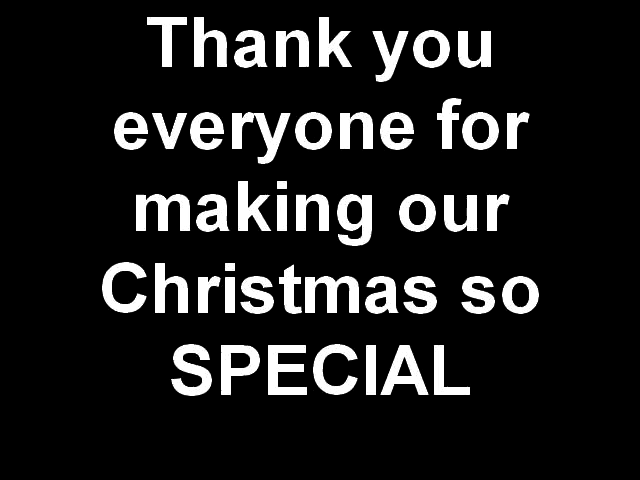 Thank you
everyone for
making our
Christmas so
SPECIAL